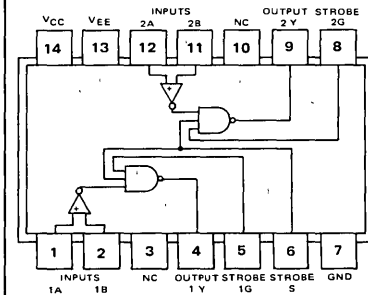 INPUTS OUTPUT STROBE
VCC VEE 2A 2B NC 2Y 2G
14 13 12 11 10 9 8
+
+
1 2 3 4 5 6 7
INPUTS NC OUTPUT STROBE STROBE GND
1A 1B 1Y 1G S